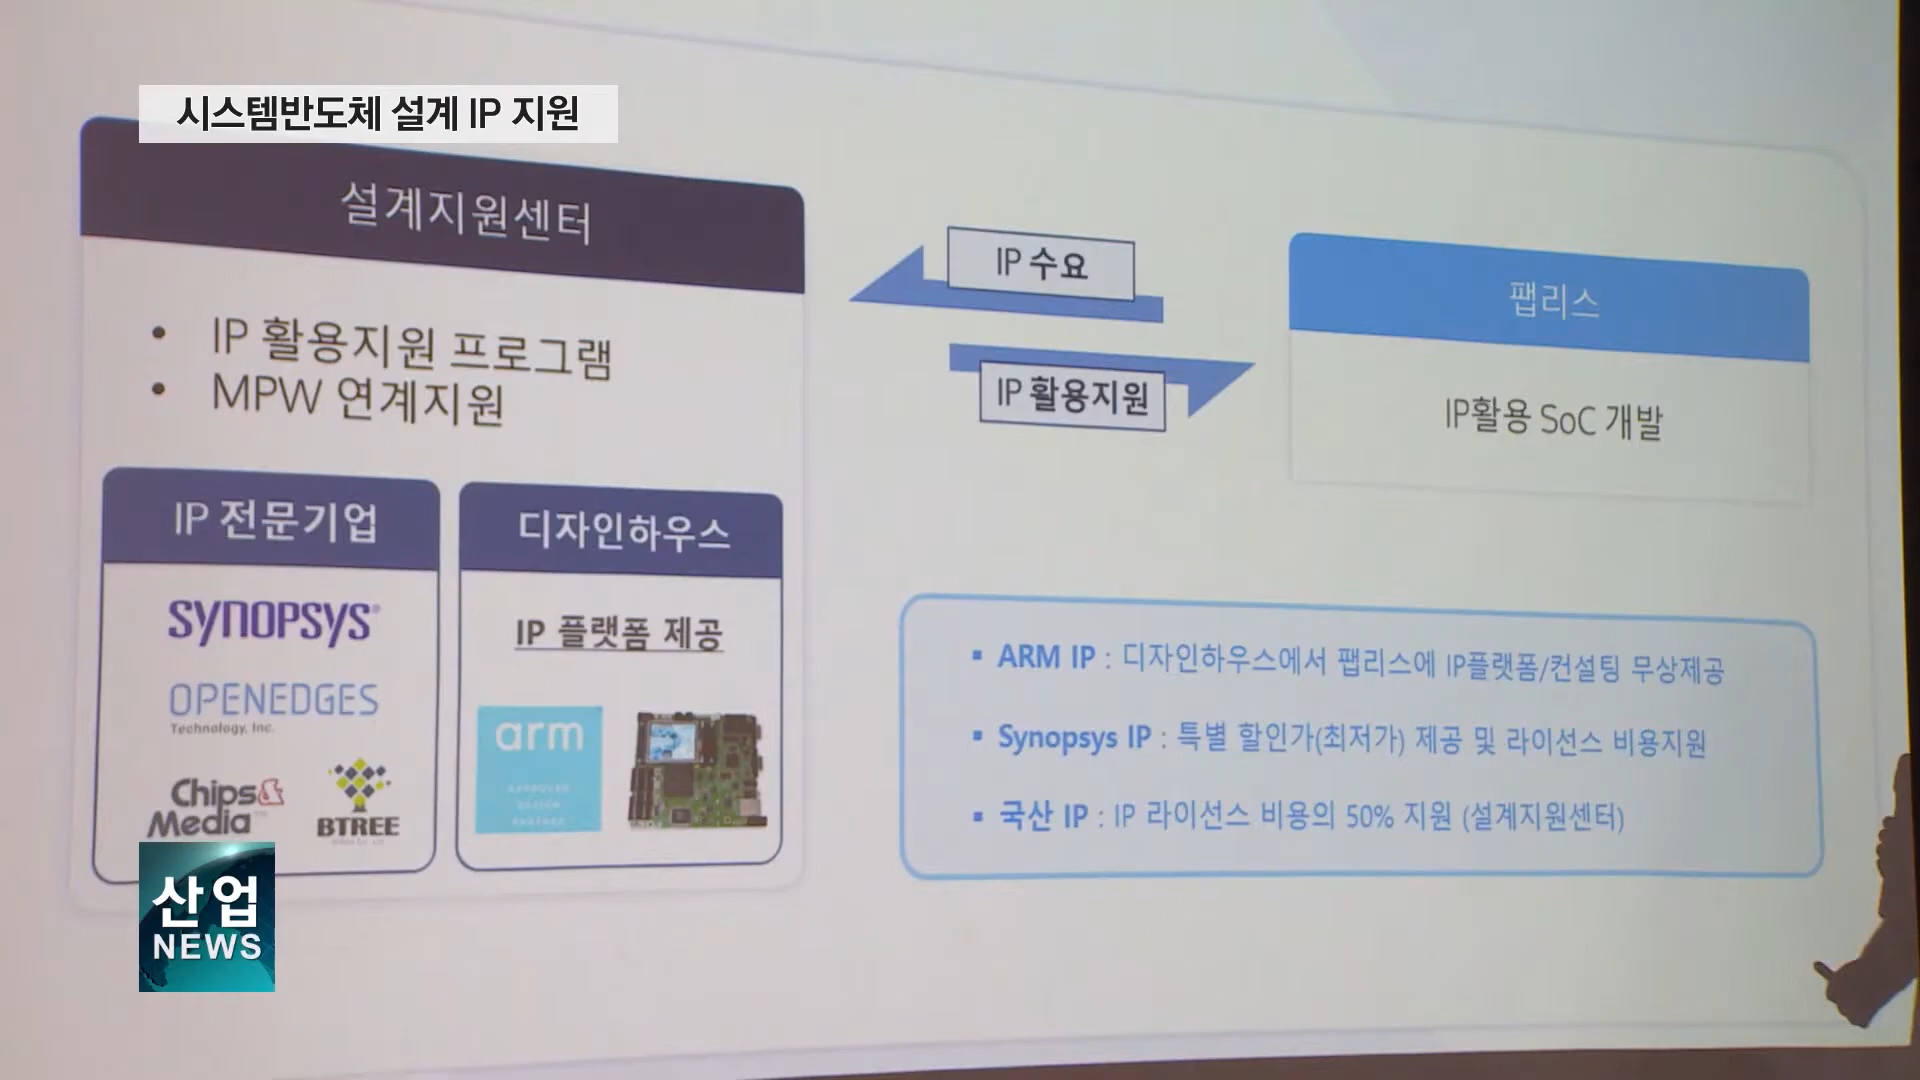 시스템반도체 설계 IP 지원
설계지원센터
• IP 활용지원 프로그램
• MPW 연계지원
IP 전문기업
SYNOPSYS®
OPENEDGES
Technology, Inc.
Chips&
Media™
BTREE
디자인하우스
IP 플랫폼 제공
arm
APPROVED
DESIGN
PARTNER
IP 수요
IP 활용지원
팹리스
IP활용 SoC 개발
▪ ARM IP : 디자인하우스에서 팹리스에 IP플랫폼/컨설팅 무상제공
▪ Synopsys IP : 특별 할인가(최저가) 제공 및 라이선스 비용지원
▪ 국산 IP : IP 라이선스 비용의 50% 지원 (설계지원센터)
산업
NEWS